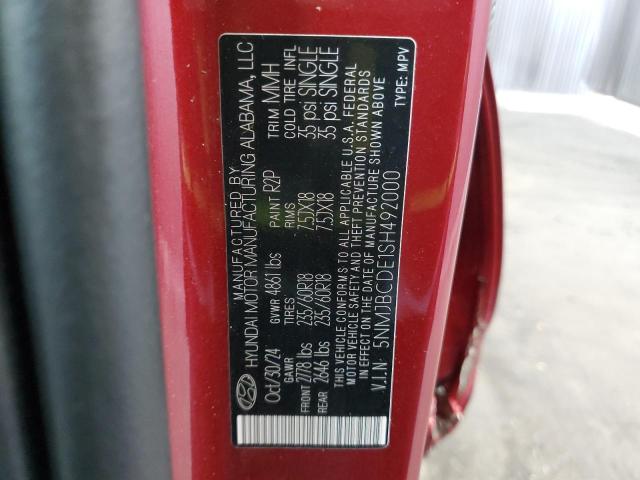 MANUFACTURED BY
HYUNDAI MOTOR MANUFACTURING ALABAMA, LLC
Oct/30/24 GVWR 4861 lbs PAINT R2P TRIM MMH
GAWR TIRES RIMS COLD TIRE INFL
FRONT 2778 lbs 235/60R18 7.5JX18 35 psi SINGLE
REAR 2646 lbs 235/60R18 7.5JX18 35 psi SINGLE
THIS VEHICLE CONFORMS TO ALL APPLICABLE U.S.A. FEDERAL
MOTOR VEHICLE SAFETY AND THEFT PREVENTION STANDARDS
IN EFFECT ON THE DATE OF MANUFACTURE SHOWN ABOVE
V.I.N: 5NMJBCDE1SH492000 TYPE: MPV